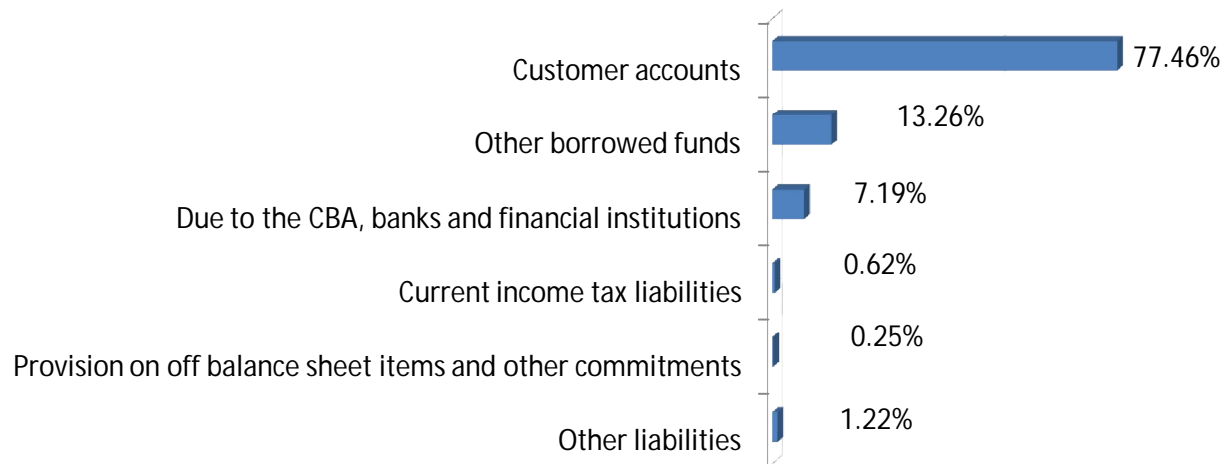 Customer accounts 77.46%
Other borrowed funds 13.26%
Due to the CBA, banks and financial institutions 7.19%
Current income tax liabilities 0.62%
Provision on off balance sheet items and other commitments 0.25%
Other liabilities 1.22%